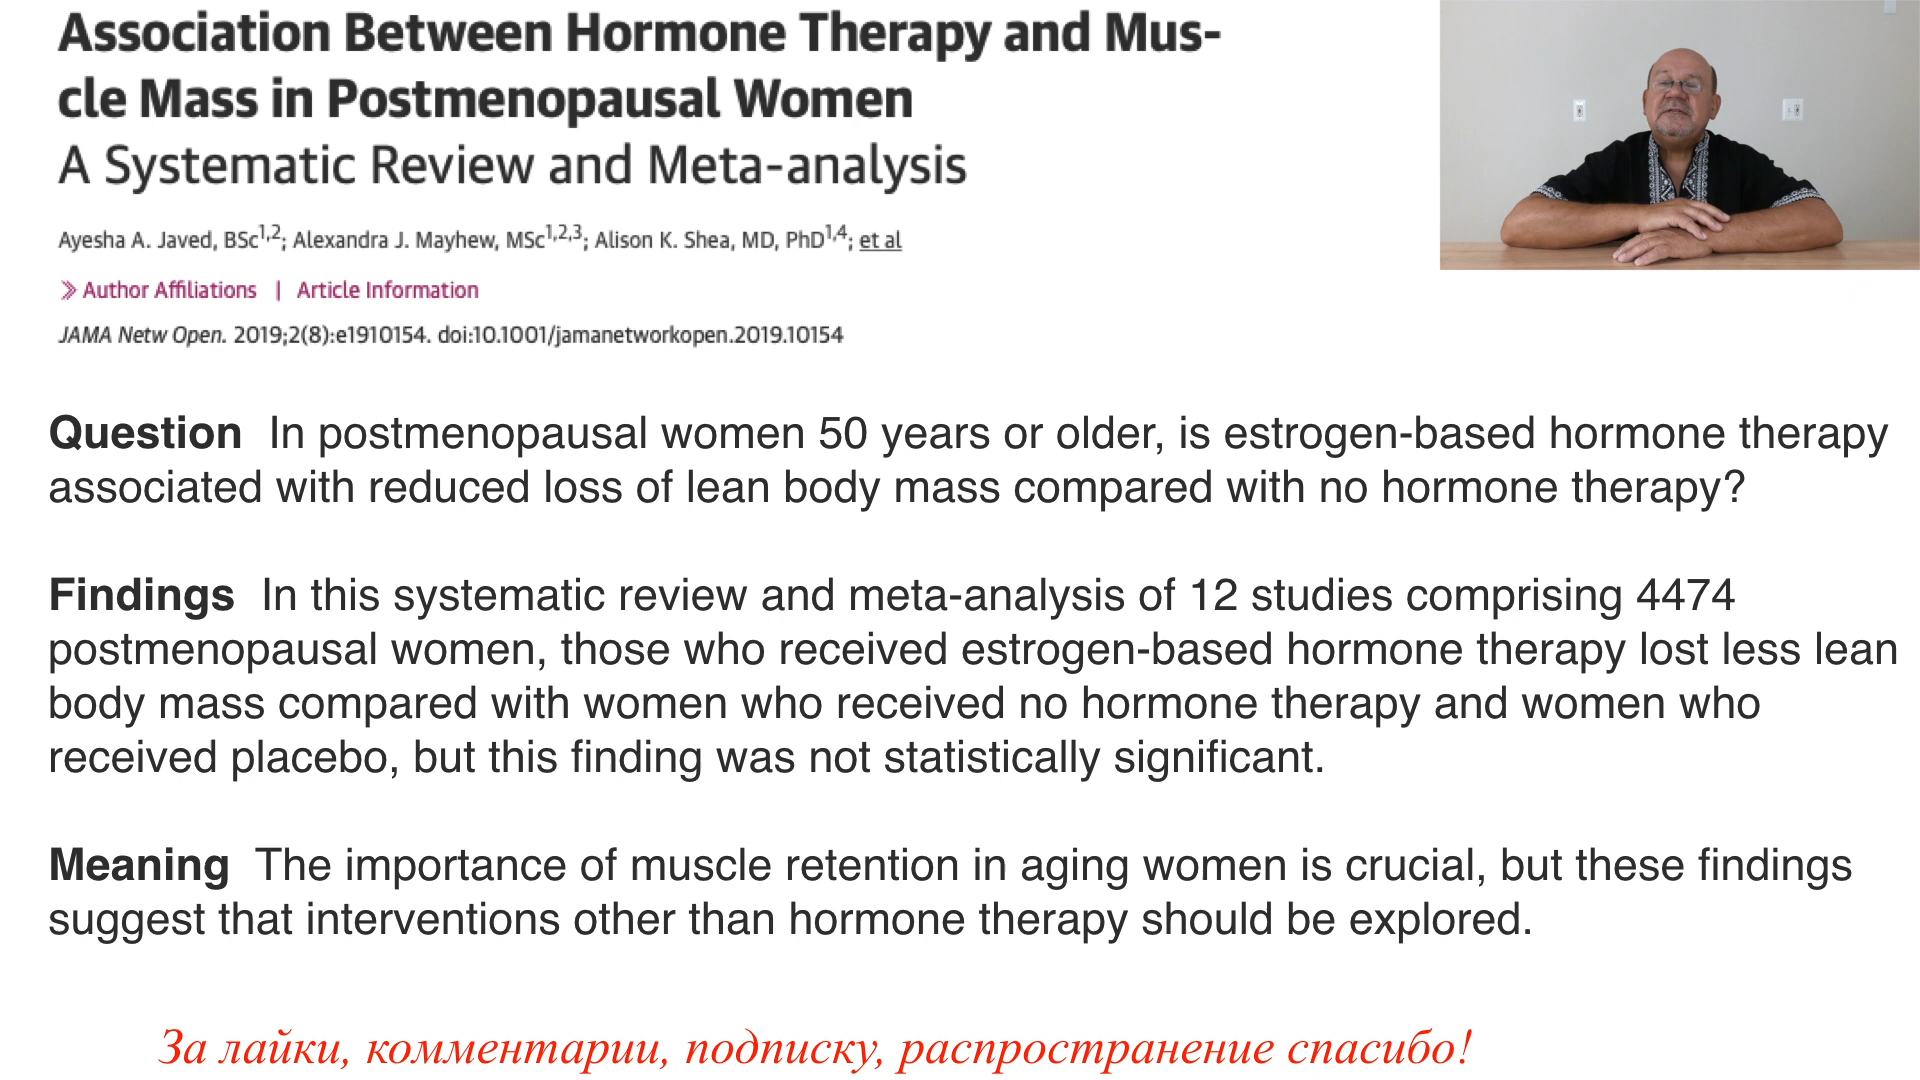 Association Between Hormone Therapy and Mus-
cle Mass in Postmenopausal Women
A Systematic Review and Meta-analysis
Ayesha A. Javed, BSc1,2; Alexandra J. Mayhew, MSc1,2,3; Alison K. Shea, MD, PhD1,4; et al
Author Affiliations | Article Information
JAMA Netw Open. 2019;2(8):e1910154. doi:10.1001/jamanetworkopen.2019.10154
Question In postmenopausal women 50 years or older, is estrogen-based hormone therapy
associated with reduced loss of lean body mass compared with no hormone therapy?
Findings In this systematic review and meta-analysis of 12 studies comprising 4474
postmenopausal women, those who received estrogen-based hormone therapy lost less lean
body mass compared with women who received no hormone therapy and women who
received placebo, but this finding was not statistically significant.
Meaning The importance of muscle retention in aging women is crucial, but these findings
suggest that interventions other than hormone therapy should be explored.
За лайки, комментарии, подписку, распространение спасибо!